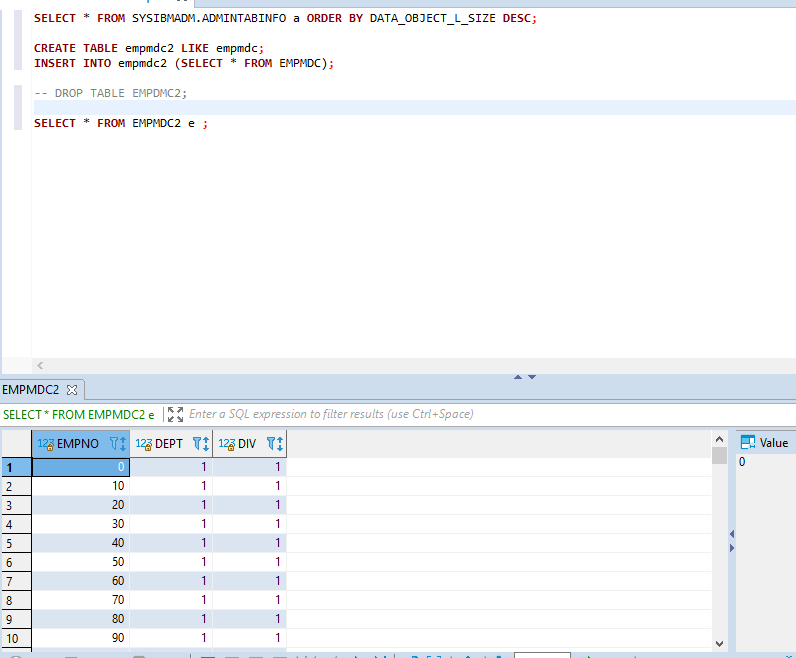 SELECT * FROM SYSIBMADM.ADMINTABINFO a ORDER BY DATA_OBJECT_L_SIZE DESC;
CREATE TABLE empmdc2 LIKE empmdc;
INSERT INTO empmdc2 (SELECT * FROM EMPMDC);
-- DROP TABLE EMPDMC2;
SELECT * FROM EMPMDC2 e ;
EMPMDC2
SELECT * FROM EMPMDC2 e Enter a SQL expression to filter results (use Ctrl+Space)
123 EMPNO 123 DEPT 123 DIV Value
1 0 1 1 0
2 10 1 1
3 20 1 1
4 30 1 1
5 40 1 1
6 50 1 1
7 60 1 1
8 70 1 1
9 80 1 1
10 90 1 1